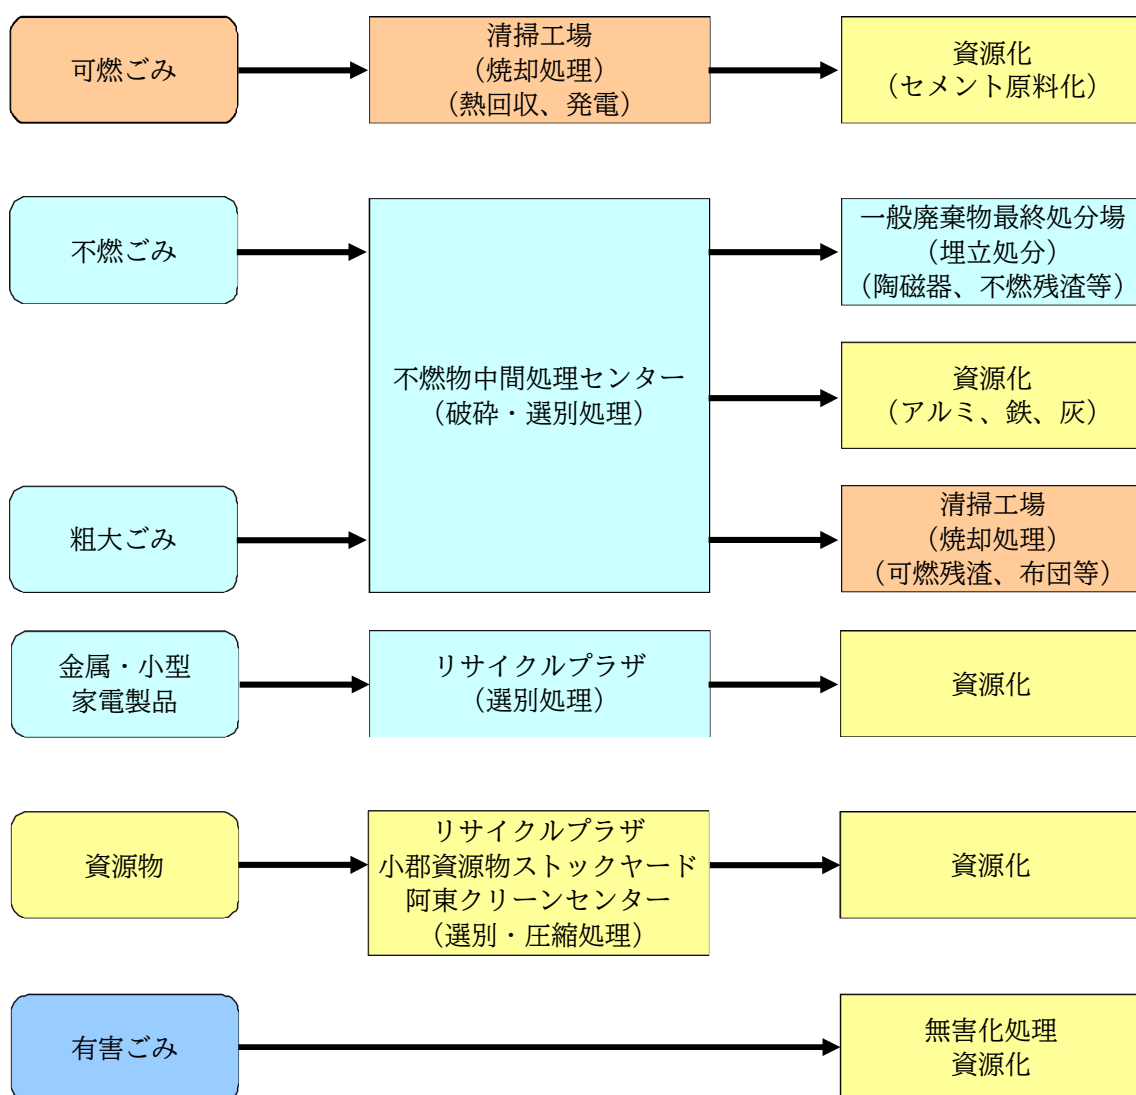 可燃ごみ
清掃工場
(焼却処理)
(熱回収、発電)
資源化
(セメント原料化)
不燃ごみ
不燃物中間処理センター
(破砕・選別処理)
一般廃棄物最終処分場
(埋立処分)
(陶磁器、不燃残渣等)
資源化
(アルミ、鉄、灰)
粗大ごみ
清掃工場
(焼却処理)
(可燃残渣、布団等)
金属・小型
家電製品
リサイクルプラザ
(選別処理)
資源化
資源物
リサイクルプラザ
小郡資源物ストックヤード
阿東クリーンセンター
(選別・圧縮処理)
資源化
有害ごみ
無害化処理
資源化